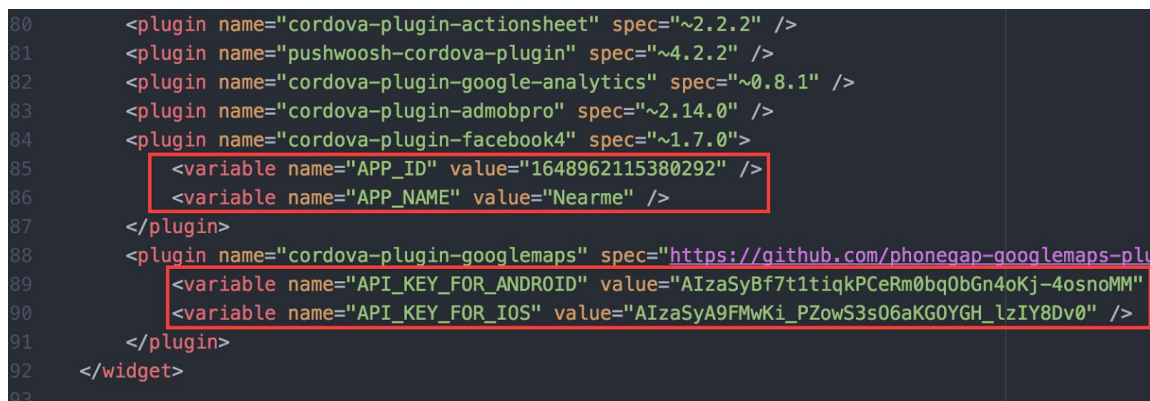 80 <plugin name="cordova-plugin-actionsheet" spec="~2.2.2" />
81 <plugin name="pushwoosh-cordova-plugin" spec="~4.2.2" />
82 <plugin name="cordova-plugin-google-analytics" spec="~0.8.1" />
83 <plugin name="cordova-plugin-admobpro" spec="~2.14.0" />
84 <plugin name="cordova-plugin-facebook4" spec="~1.7.0">
85 <variable name="APP_ID" value="1648962115380292" />
86 <variable name="APP_NAME" value="Nearme" />
87 </plugin>
88 <plugin name="cordova-plugin-googlemaps" spec="https://github.com/phonegap-googlemaps-plu
89 <variable name="API_KEY_FOR_ANDROID" value="AIzaSyBf7t1tiqkPCeRm0bqObGn4oKj-4osnoMM"
90 <variable name="API_KEY_FOR_IOS" value="AIzaSyA9FMwKi_PZowS3sO6aKGOYGH_lzIY8Dv0" />
91 </plugin>
92 </widget>
93